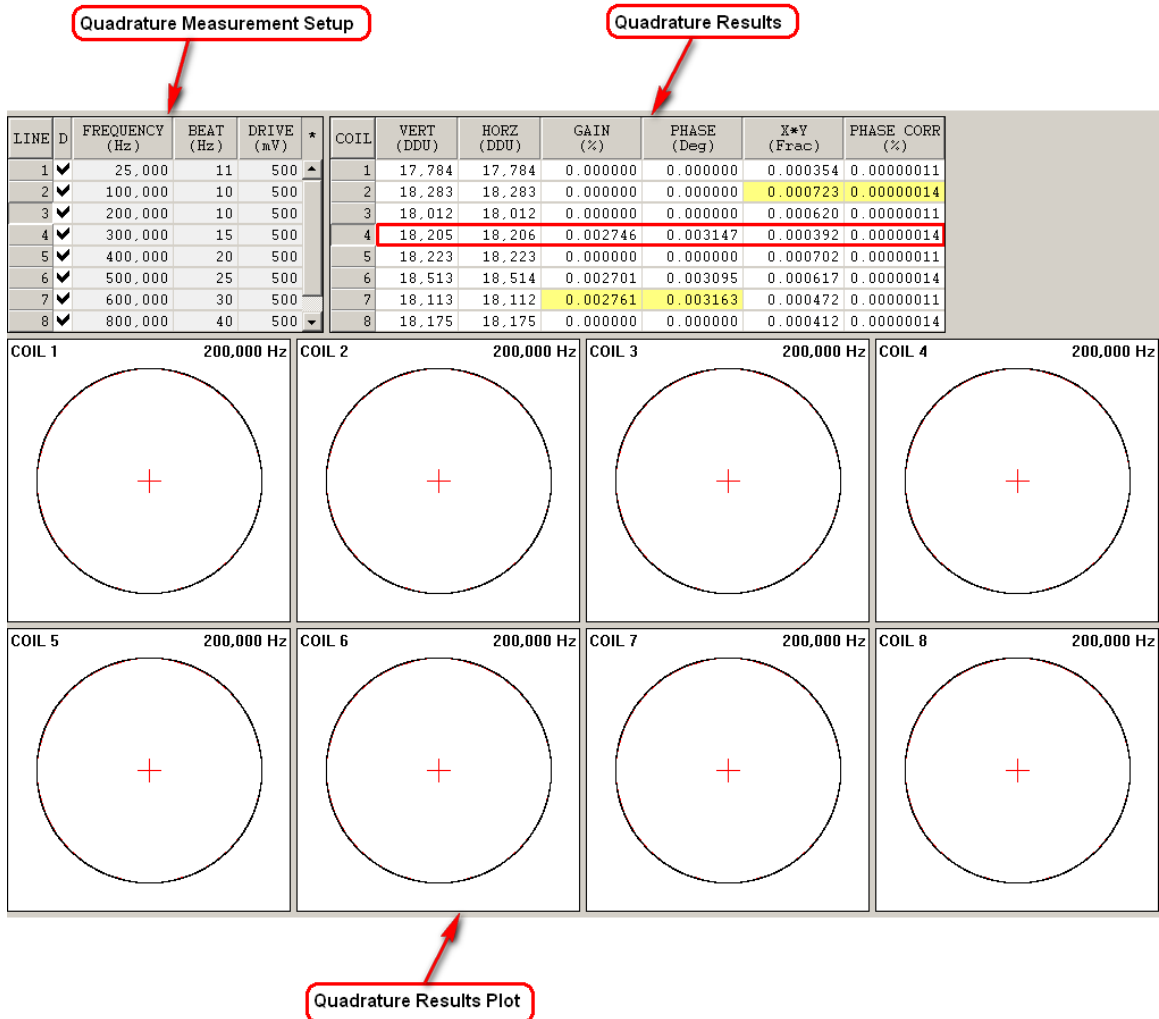 Quadrature Measurement Setup
Quadrature Results
LINE D FREQUENCY (Hz) BEAT (Hz) DRIVE (mV) *
1 25,000 11 500
2 100,000 10 500
3 200,000 10 500
4 300,000 15 500
5 400,000 20 500
6 500,000 25 500
7 600,000 30 500
8 800,000 40 500
COIL VERT (DDU) HORZ (DDU) GAIN (%) PHASE (Deg) X*Y (Frac) PHASE CORR (%)
1 17,784 17,784 0.000000 0.000000 0.000354 0.00000011
2 18,283 18,283 0.000000 0.000000 0.000723 0.00000014
3 18,012 18,012 0.000000 0.000000 0.000620 0.00000011
4 18,205 18,206 0.002746 0.003147 0.000392 0.00000014
5 18,223 18,223 0.000000 0.000000 0.000702 0.00000011
6 18,513 18,514 0.002701 0.003095 0.000617 0.00000014
7 18,113 18,112 0.002761 0.003163 0.000472 0.00000011
8 18,175 18,175 0.000000 0.000000 0.000412 0.00000014
COIL 1 200,000 Hz
COIL 2 200,000 Hz
COIL 3 200,000 Hz
COIL 4 200,000 Hz
COIL 5 200,000 Hz
COIL 6 200,000 Hz
COIL 7 200,000 Hz
COIL 8 200,000 Hz
Quadrature Results Plot